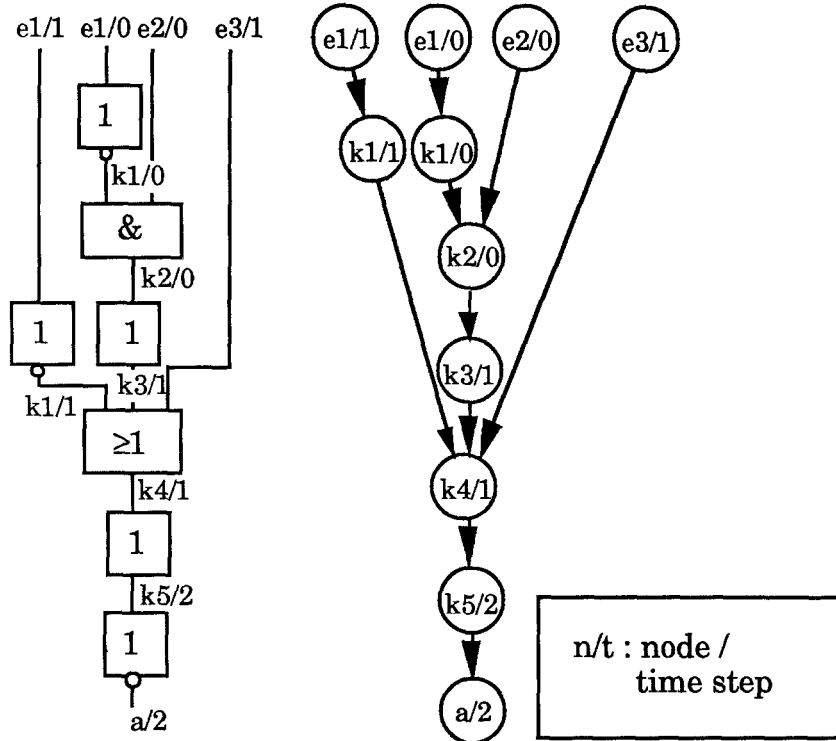 e1/1 e1/0 e2/0 e3/1
1
k1/0
&
k2/0
1
1
k3/1
k1/1
≥1
k4/1
1
k5/2
1
a/2
e1/1
e1/0
e2/0
e3/1
k1/1
k1/0
k2/0
k3/1
k4/1
k5/2
a/2
n/t : node /
time step